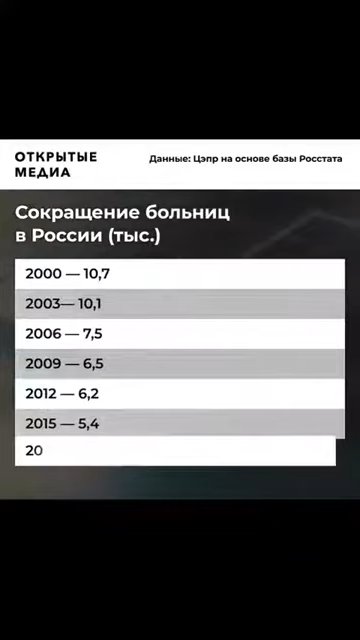 ОТКРЫТЫЕ
МЕДИА
Данные: Цэпр на основе базы Росстата
Сокращение больниц
в России (тыс.)
2000 — 10,7
2003— 10,1
2006 — 7,5
2009 — 6,5
2012 — 6,2
2015 — 5,4
20